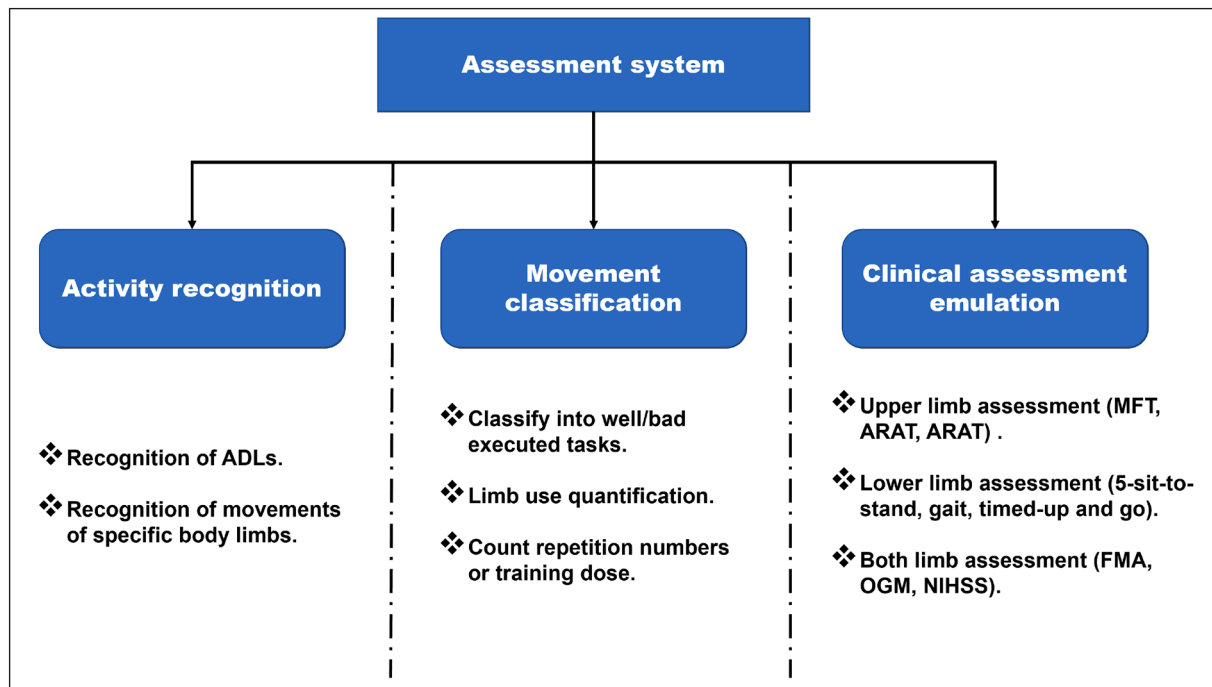 Assessment system
Activity recognition
Movement
classification
Clinical assessment
emulation
❖Recognition of ADLs.
❖Recognition of movements
of specific body limbs.
❖Classify into well/bad
executed tasks.
❖Limb use quantification.
❖Count repetition numbers
or training dose.
❖Upper limb assessment (MFT,
ARAT, ARAT) .
❖Lower limb assessment (5-sit-to-
stand, gait, timed-up and go).
❖Both limb assessment (FMA,
OGM, NIHSS).